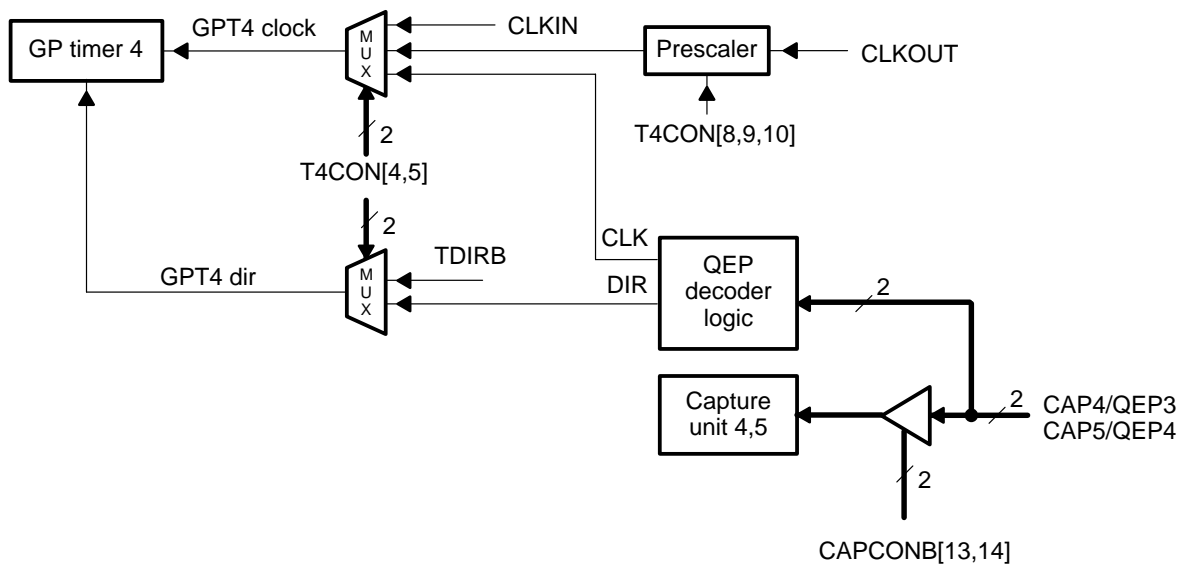 GPT4 clock
CLKIN
GP timer 4
MUX
Prescaler
CLKOUT
2
T4CON[8,9,10]
T4CON[4,5]
2
CLK
TDIRB
QEP
decoder
logic
GPT4 dir
MUX
DIR
2
Capture
unit 4,5
2
CAP4/QEP3
CAP5/QEP4
2
CAPCONB[13,14]